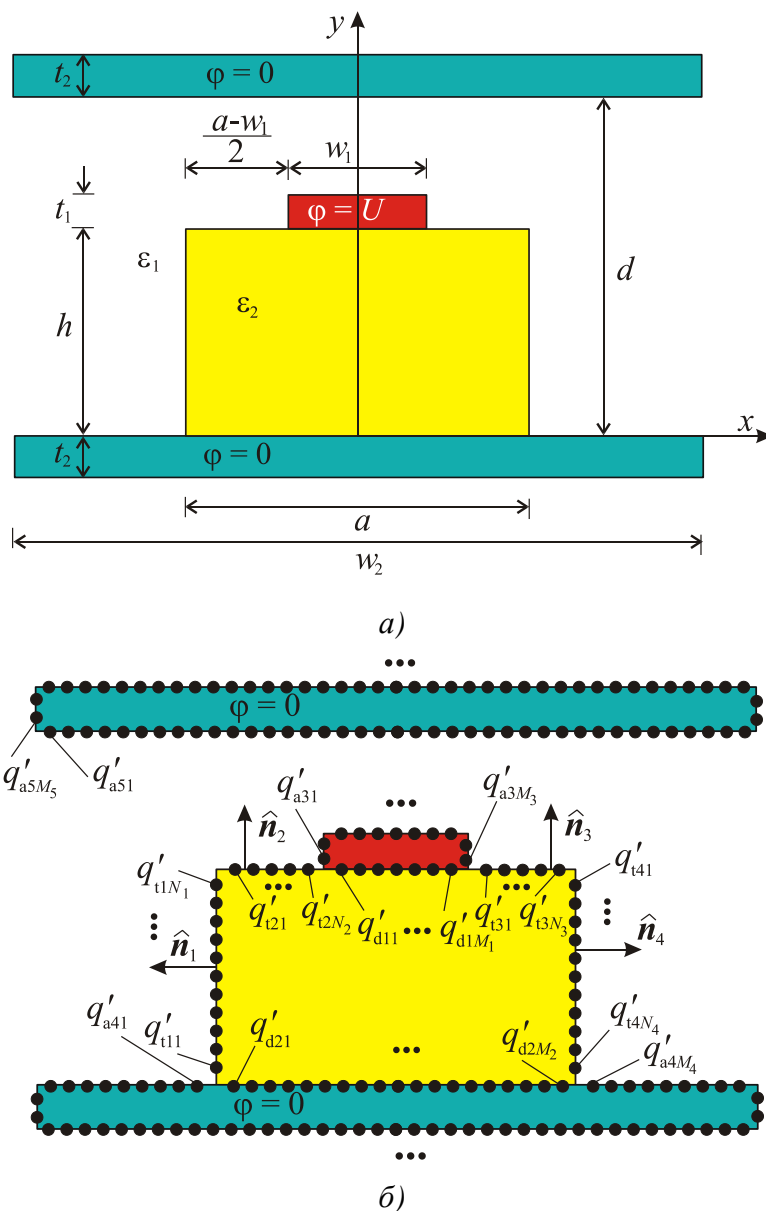 y
t₂
φ = 0
(a-w₁)/2
w₁
t₁
φ = U
ε₁
d
ε₂
h
x
t₂
φ = 0
a
w₂
а)
•••
φ = 0
q′a5M₅
q′a51
q′a31
•••
q′a3M₃
n̂₂
n̂₃
q′t1N₁
q′t41
•••
•••
q′t21
q′t2N₂
q′d11
•••
q′d1M₁
q′t31
q′t3N₃
•••
•••
n̂₁
n̂₄
q′a41
q′t11
q′d21
•••
q′d2M₂
q′t4N₄
q′a4M₄
φ = 0
•••
б)